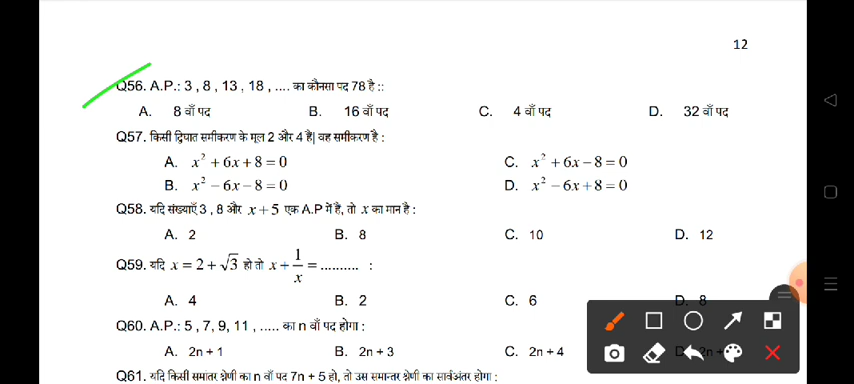 12
Q56. A.P.: 3 , 8 , 13 , 18 , .... का कौनसा पद 78 है ::
A. 8 वाँ पद B. 16 वाँ पद C. 4 वाँ पद D. 32 वाँ पद
Q57. किसी द्विघात समीकरण के मूल 2 और 4 हैं| वह समीकरण है :
A. x² + 6x + 8 = 0 C. x² + 6x − 8 = 0
B. x² − 6x − 8 = 0 D. x² − 6x + 8 = 0
Q58. यदि संख्याएँ 3 , 8 और x + 5 एक A.P में हैं, तो x का मान है :
A. 2 B. 8 C. 10 D. 12
Q59. यदि x = 2 + √3 हो तो x + 1/x = .......... :
A. 4 B. 2 C. 6 D. 8
Q60. A.P.: 5 , 7, 9, 11 , ..... का n वाँ पद होगा :
A. 2n + 1 B. 2n + 3 C. 2n + 4
Q61. यदि किसी समांतर श्रेणी का n वाँ पद 7n + 5 हो, तो उस समान्तर श्रेणी का सार्वअंतर होगा :